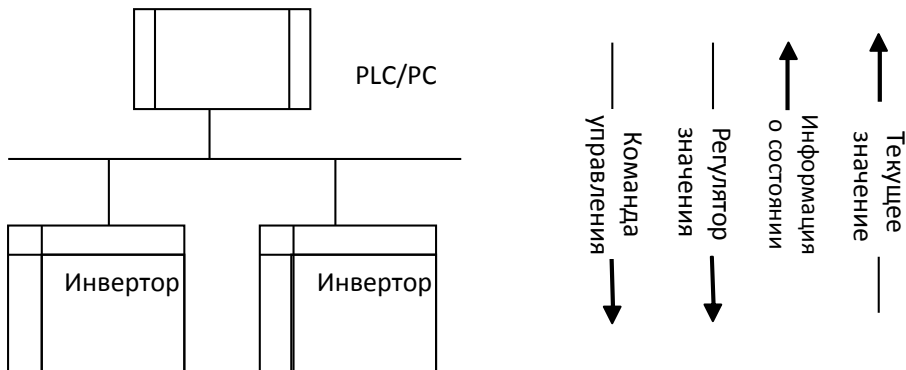 PLC/PC
Инвертор
Инвертор
Команда
управления
Регулятор
значения
Информация
о состоянии
Текущее
значение